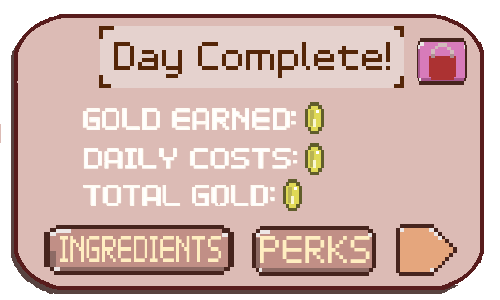 Day Complete!
GOLD EARNED:
DAILY COSTS:
TOTAL GOLD:
INGREDIENTS PERKS